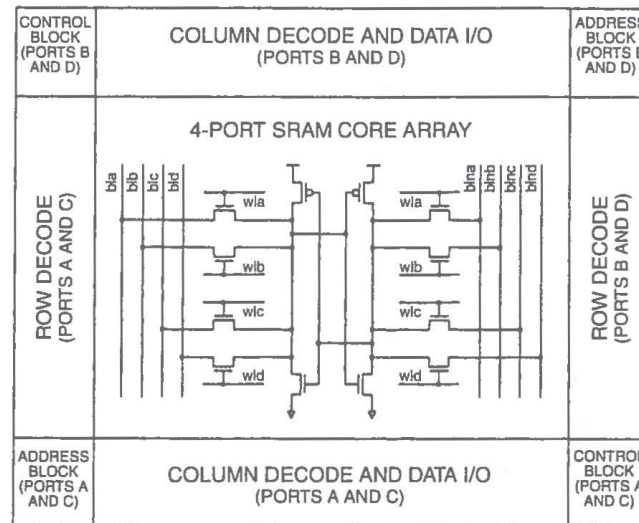 CONTROL
BLOCK
(PORTS B
AND D)
COLUMN DECODE AND DATA I/O
(PORTS B AND D)
ADDRESS
BLOCK
(PORTS B
AND D)
ROW DECODE
(PORTS A AND C)
4-PORT SRAM CORE ARRAY
bla
blb
blc
bld
wla
wlb
wlc
wld
wla
wlb
wlc
wld
blna
blnb
blnc
blnd
ROW DECODE
(PORTS B AND D)
ADDRESS
BLOCK
(PORTS A
AND C)
COLUMN DECODE AND DATA I/O
(PORTS A AND C)
CONTROL
BLOCK
(PORTS A
AND C)